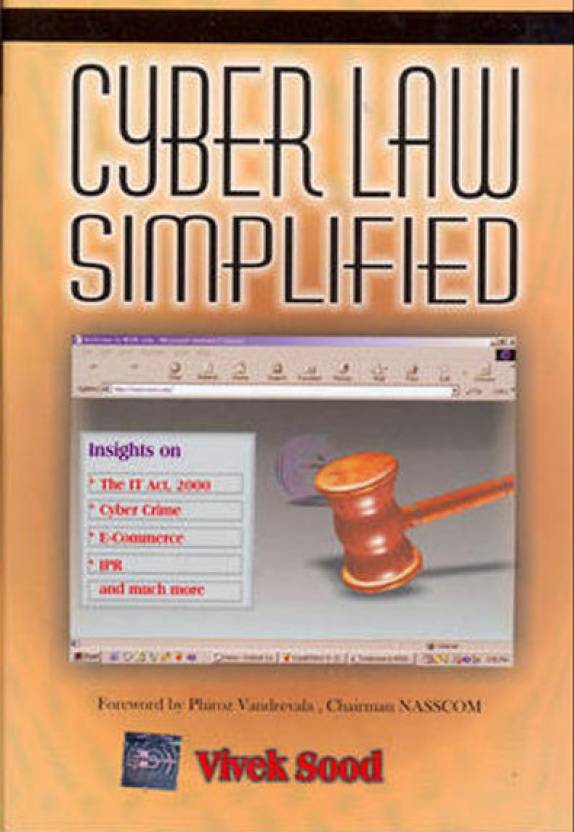 CYBER LAW
SIMPLIFIED
Insights on
* The IT Act, 2000
* Cyber Crime
* E-Commerce
* IPR
and much more
Foreword by Phiroz Vandrevala , Chairman NASSCOM
Vivek Sood